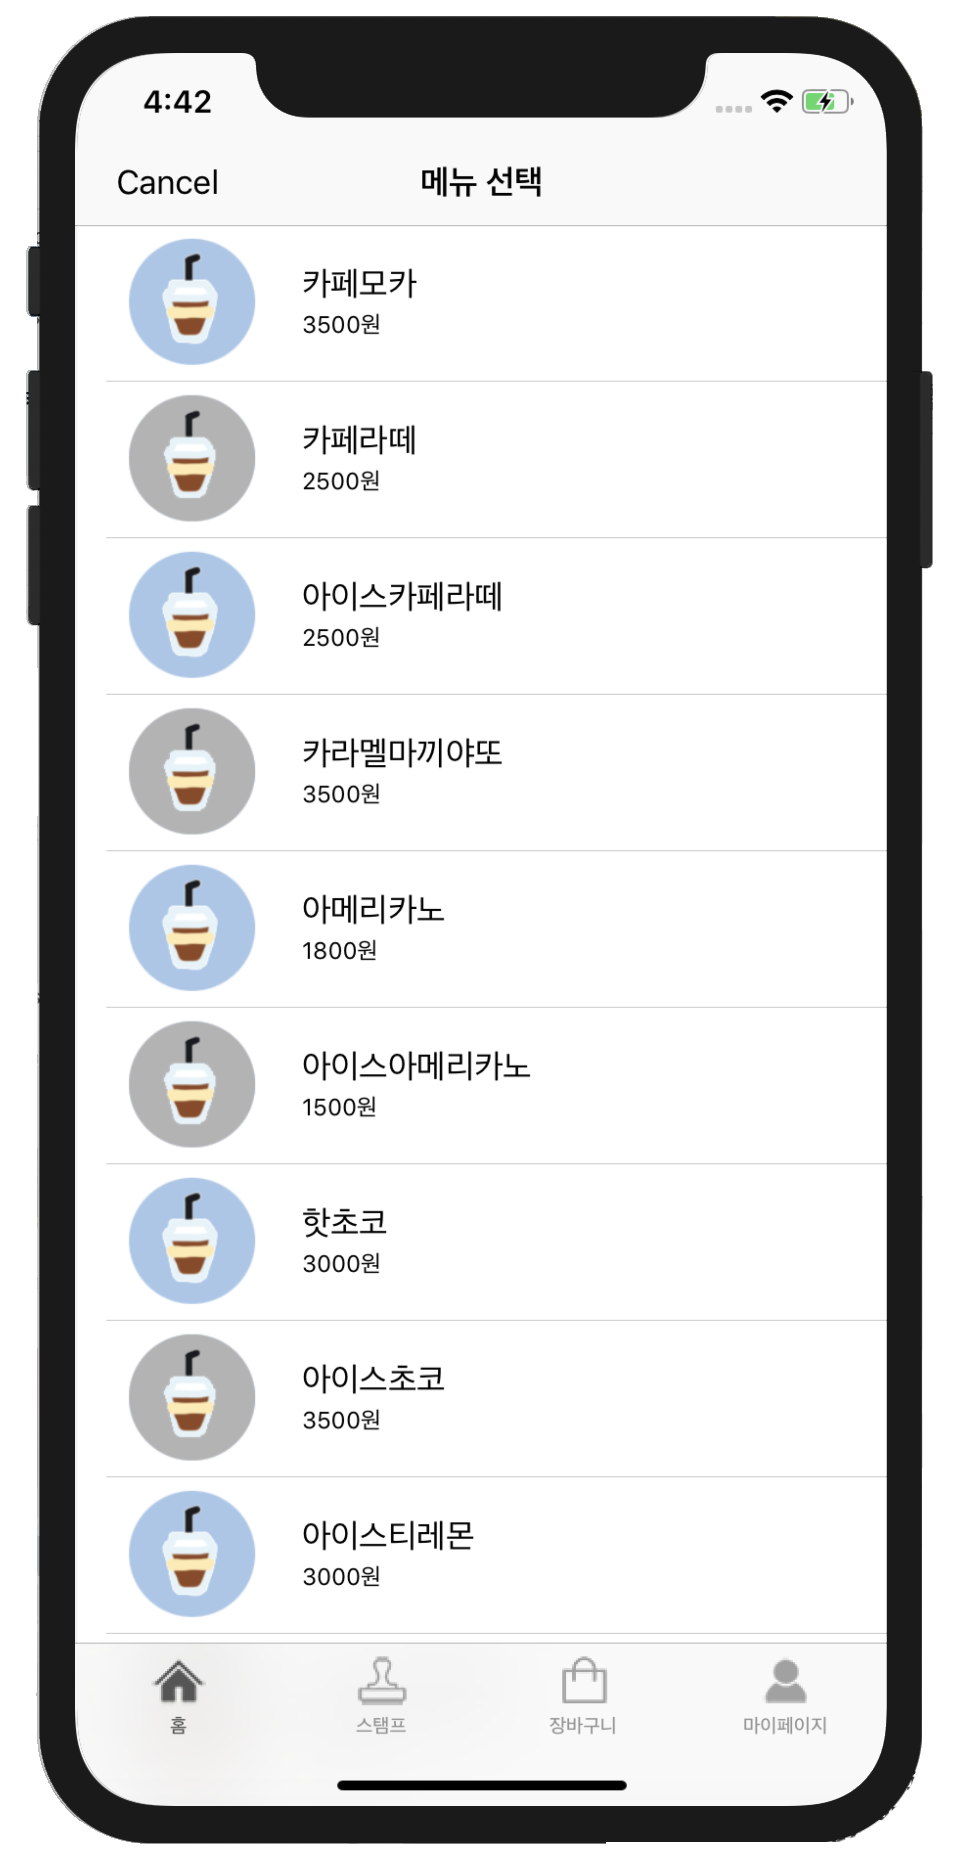 4:42
Cancel 메뉴 선택
카페모카
3500원
카페라떼
2500원
아이스카페라떼
2500원
카라멜마끼야또
3500원
아메리카노
1800원
아이스아메리카노
1500원
핫초코
3000원
아이스초코
3500원
아이스티레몬
3000원
홈 스탬프 장바구니 마이페이지